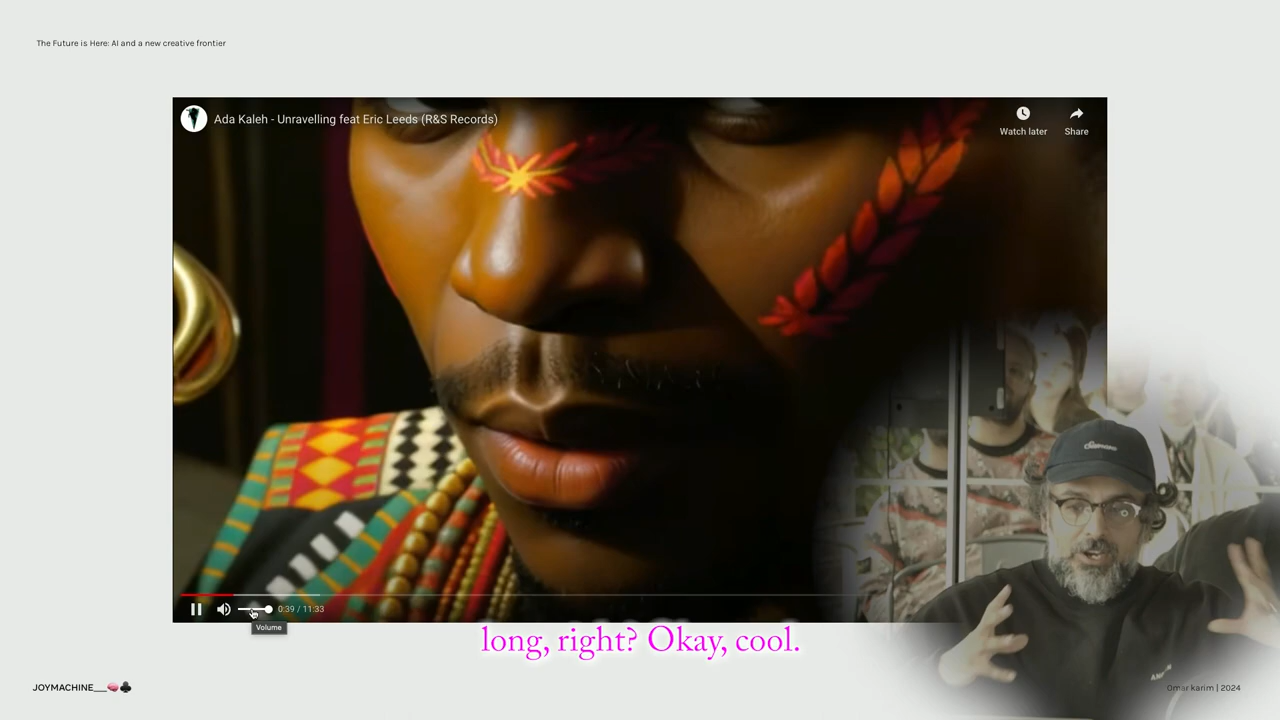 The Future is Here: AI and a new creative frontier
Ada Kaleh - Unravelling feat Eric Leeds (R&S Records)
Watch later
Share
0:39 / 11:33
Volume
long, right? Okay, cool.
JOYMACHINE__
Omar karim | 2024